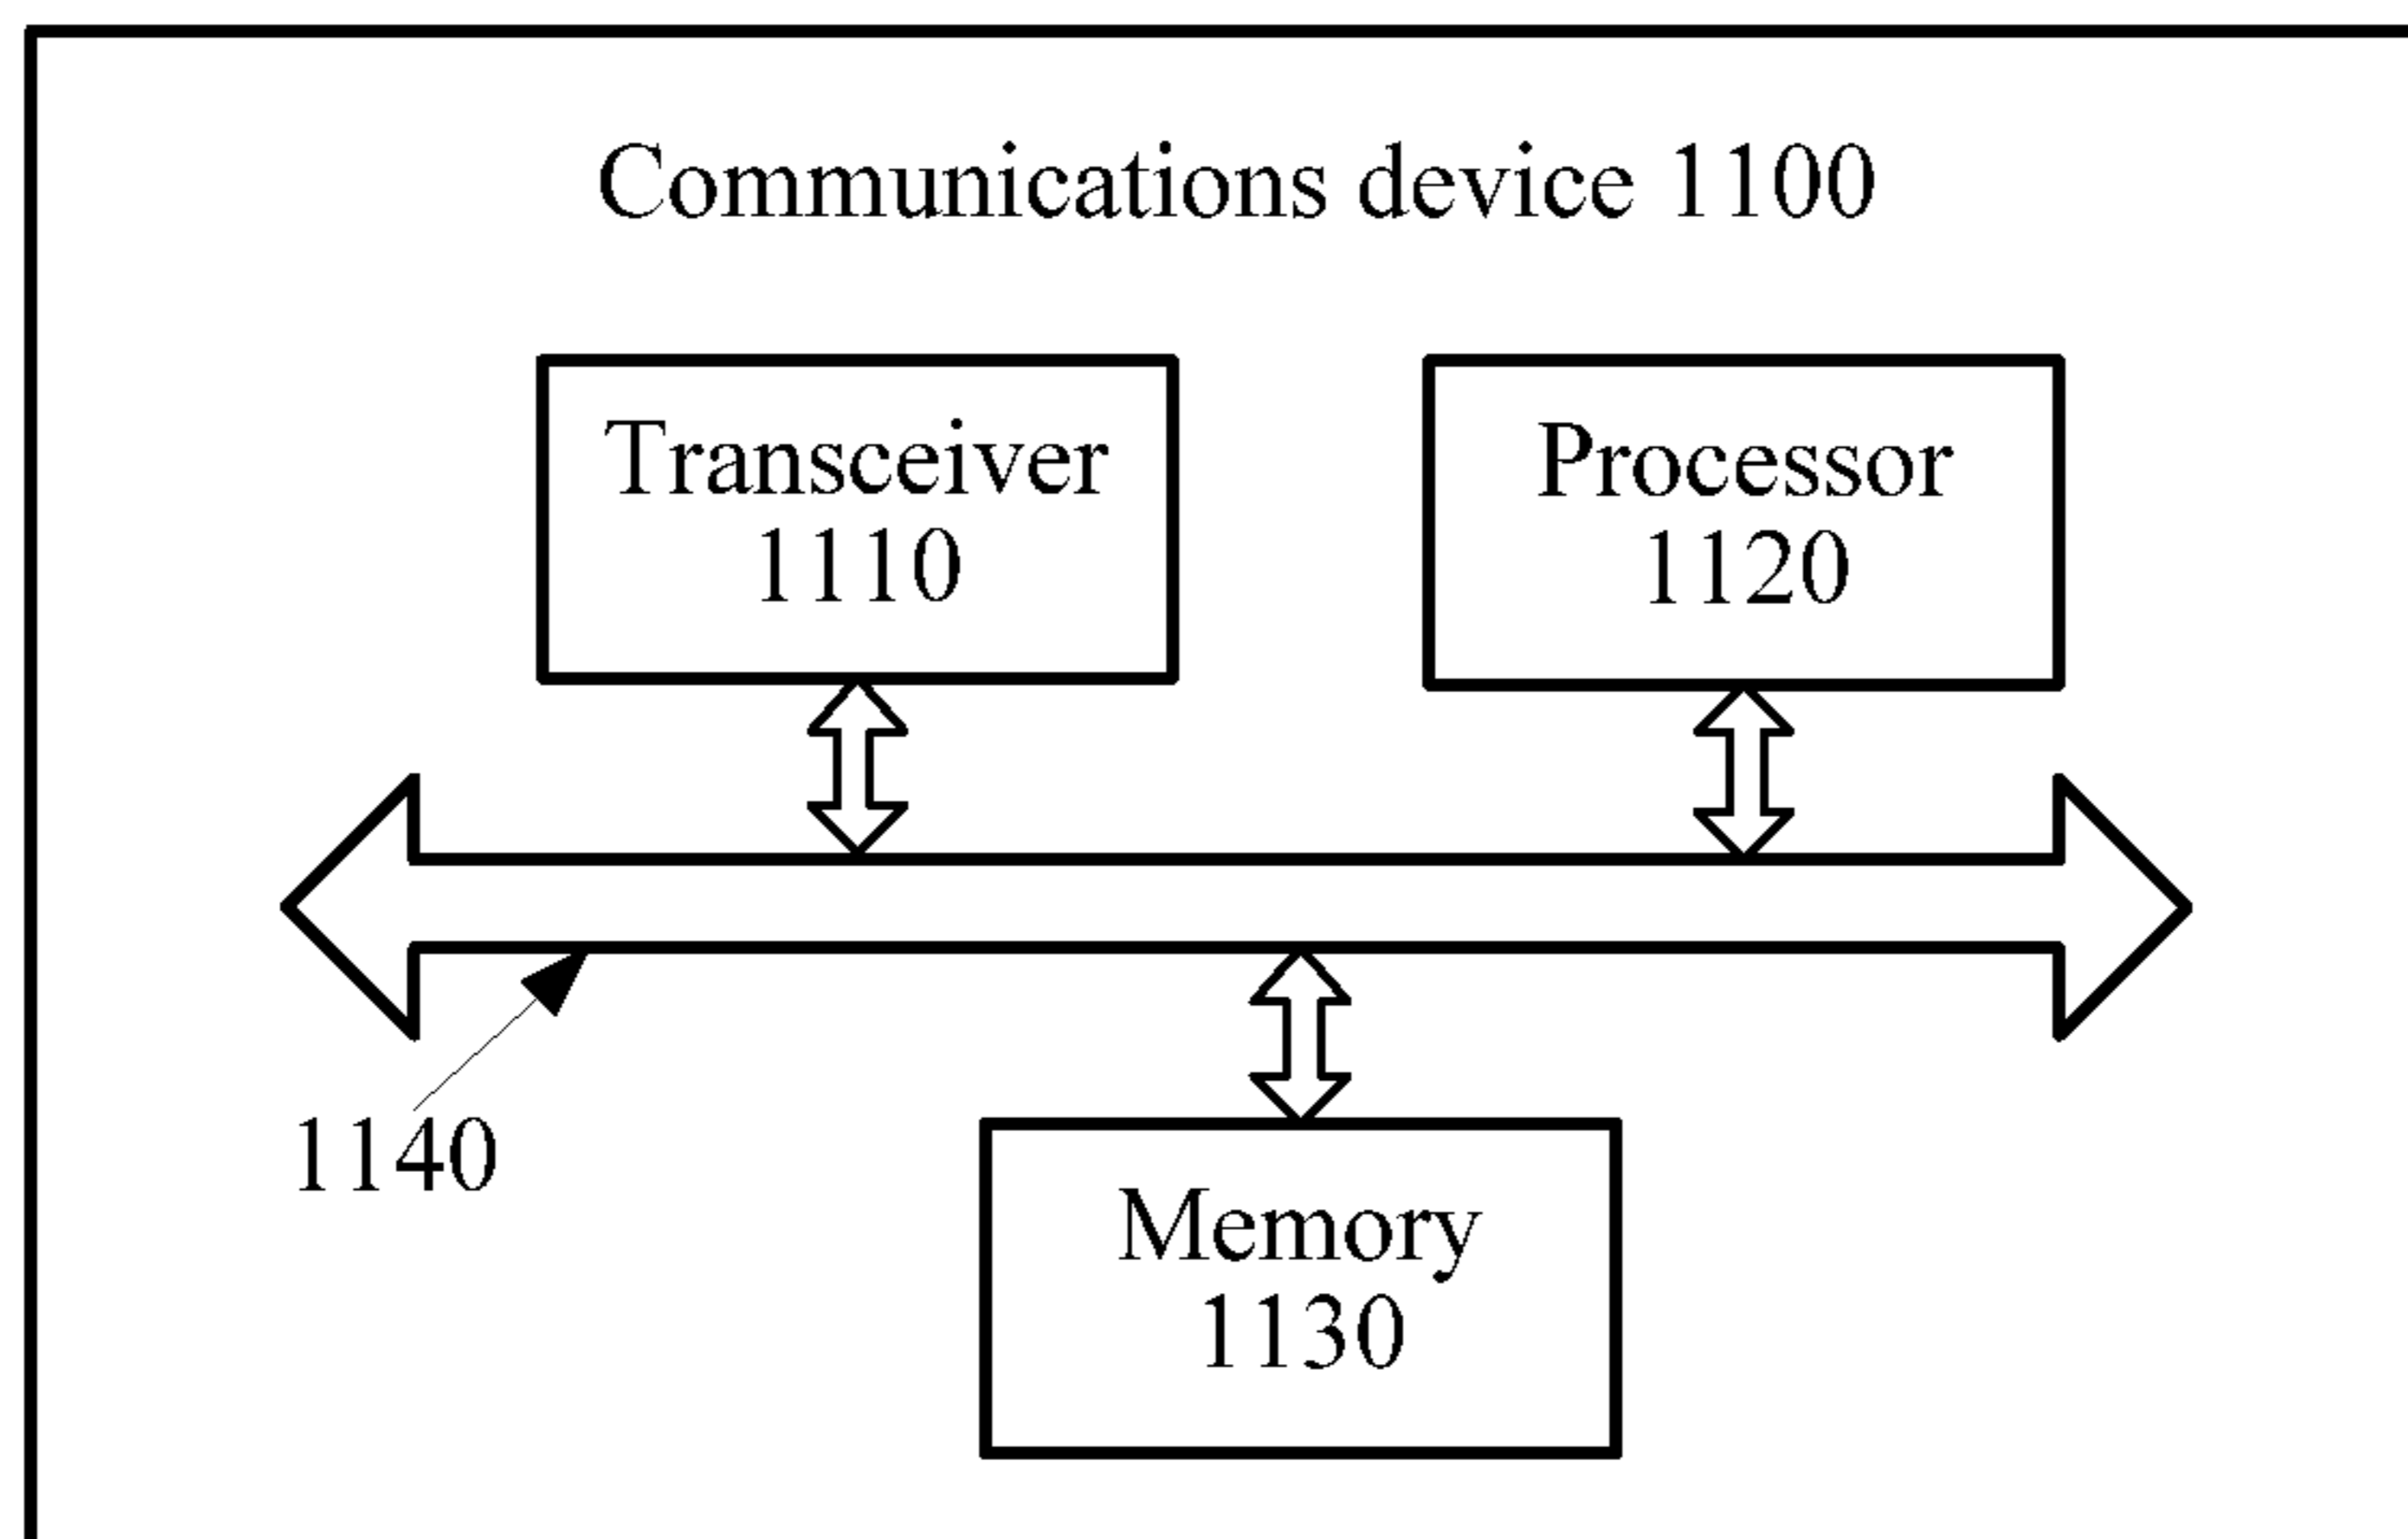 Communications device 1100
Transceiver
1110
Processor
1120
1140
Memory
1130